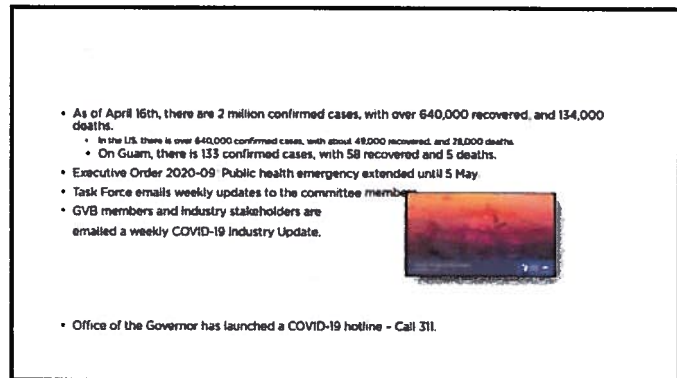 • As of April 16th, there are 2 million confirmed cases, with over 640,000 recovered, and 134,000
deaths.
• In the US, there is over 640,000 confirmed cases, with about 48,000 recovered, and 28,000 deaths.
• On Guam, there is 133 confirmed cases, with 58 recovered and 5 deaths.
• Executive Order 2020-09: Public health emergency extended until 5 May
• Task Force emails weekly updates to the committee members
• GVB members and industry stakeholders are
emailed a weekly COVID-19 Industry Update.
• Office of the Governor has launched a COVID-19 hotline - Call 311.